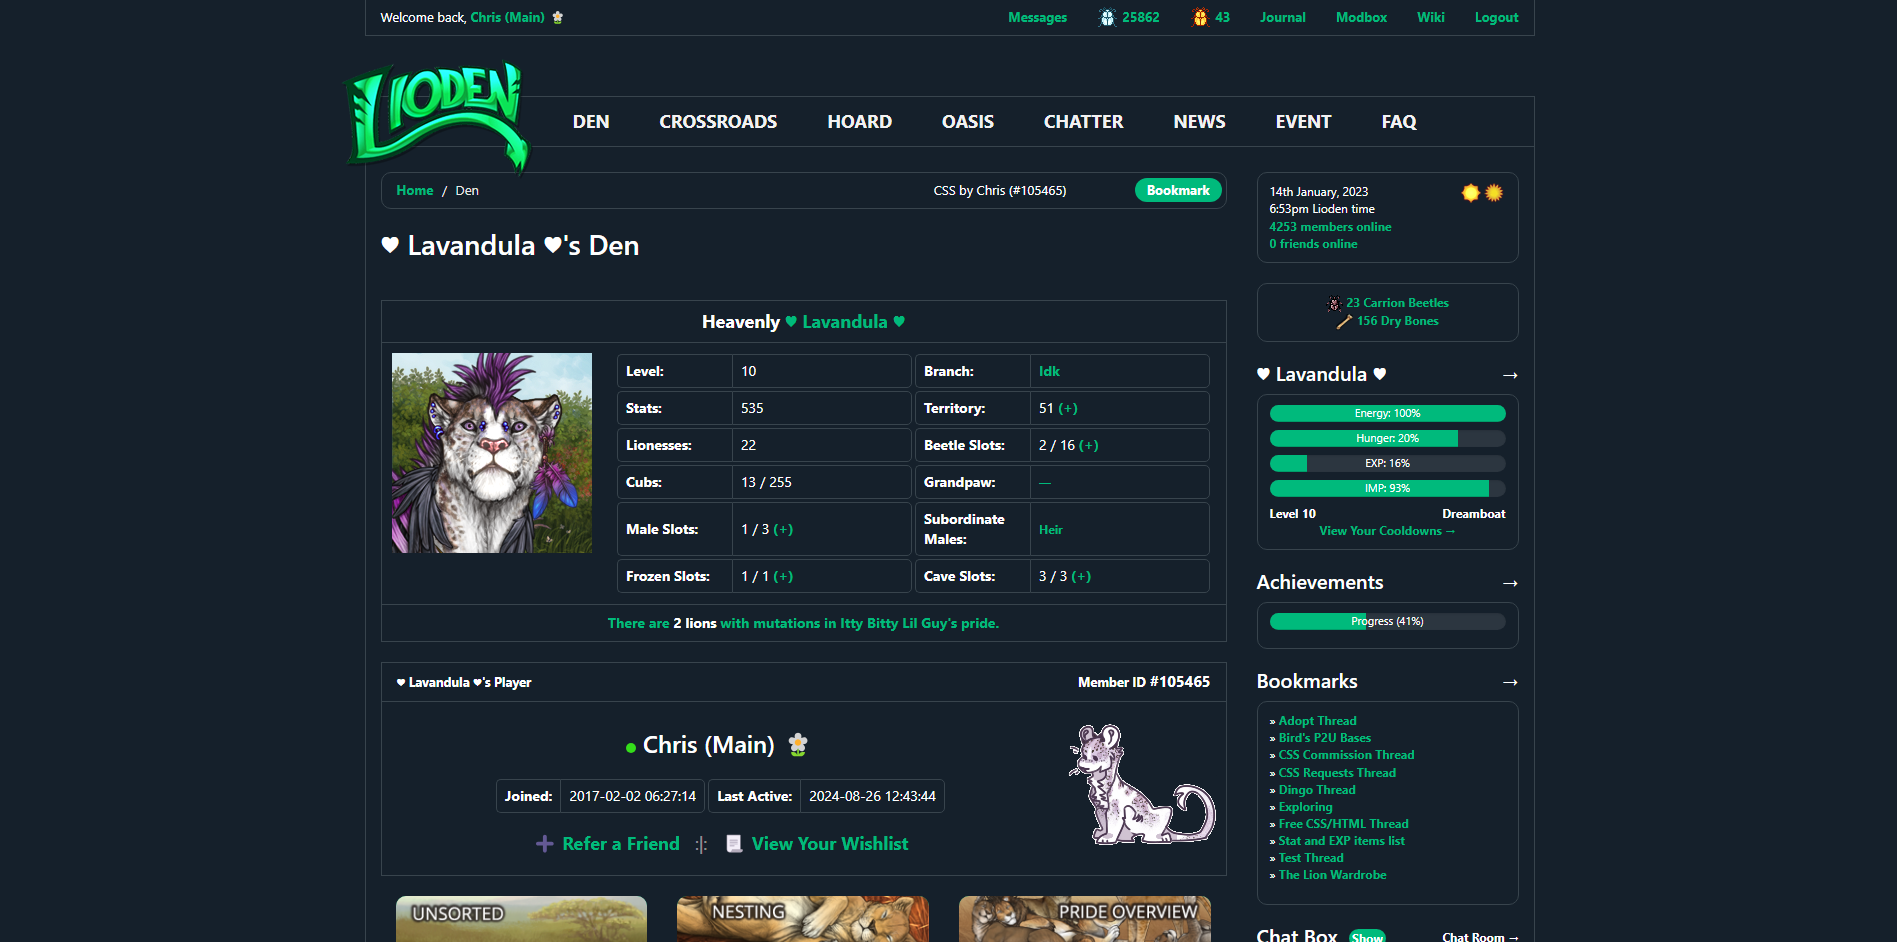 Welcome back, Chris (Main)
Messages 25862 43 Journal Modbox Wiki Logout
LIODEN
DEN CROSSROADS HOARD OASIS CHATTER NEWS EVENT FAQ
Home / Den CSS by Chris (#105465) Bookmark
♥ Lavandula ♥'s Den
Heavenly ♥ Lavandula ♥
Level: 10 Branch: Idk
Stats: 535 Territory: 51 (+)
Lionesses: 22 Beetle Slots: 2 / 16 (+)
Cubs: 13 / 255 Grandpaw: —
Male Slots: 1 / 3 (+) Subordinate Males: Heir
Frozen Slots: 1 / 1 (+) Cave Slots: 3 / 3 (+)
There are 2 lions with mutations in Itty Bitty Lil Guy's pride.
♥ Lavandula ♥'s Player Member ID #105465
Chris (Main)
Joined: 2017-02-02 06:27:14 Last Active: 2024-08-26 12:43:44
Refer a Friend :|: View Your Wishlist
UNSORTED NESTING PRIDE OVERVIEW
14th January, 2023
6:53pm Lioden time
4253 members online
0 friends online
23 Carrion Beetles
156 Dry Bones
♥ Lavandula ♥ →
Energy: 100%
Hunger: 20%
EXP: 16%
IMP: 93%
Level 10 Dreamboat
View Your Cooldowns →
Achievements →
Progress (41%)
Bookmarks →
» Adopt Thread
» Bird's P2U Bases
» CSS Commission Thread
» CSS Requests Thread
» Dingo Thread
» Exploring
» Free CSS/HTML Thread
» Stat and EXP items list
» Test Thread
» The Lion Wardrobe
Chat Box Show Chat Room →